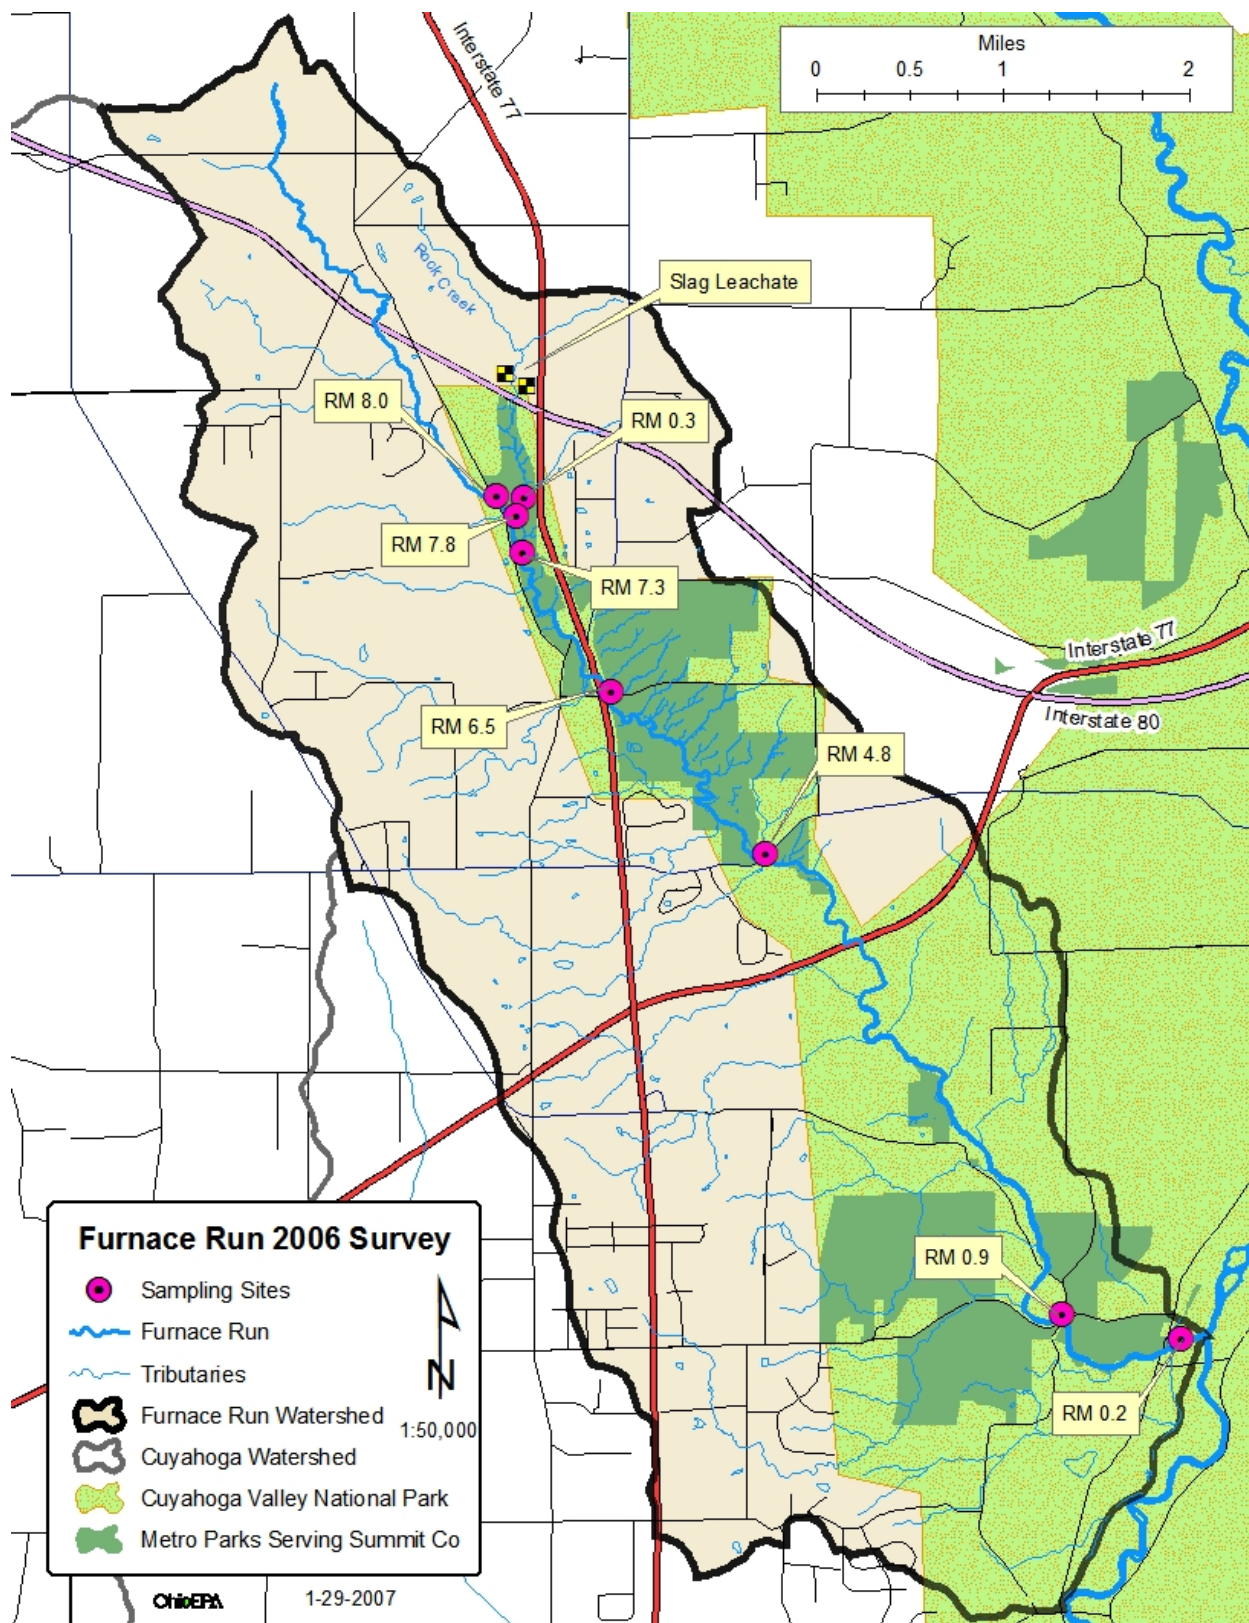 Interstate 77
Miles
0 0.5 1 2
Rock Creek
Slag Leachate
RM 8.0
RM 0.3
RM 7.8
RM 7.3
Interstate 77
RM 6.5
Interstate 80
RM 4.8
RM 0.9
RM 0.2
Furnace Run 2006 Survey
Sampling Sites
Furnace Run
Tributaries
N
Furnace Run Watershed
1:50,000
Cuyahoga Watershed
Cuyahoga Valley National Park
Metro Parks Serving Summit Co
OhioEPA 1-29-2007